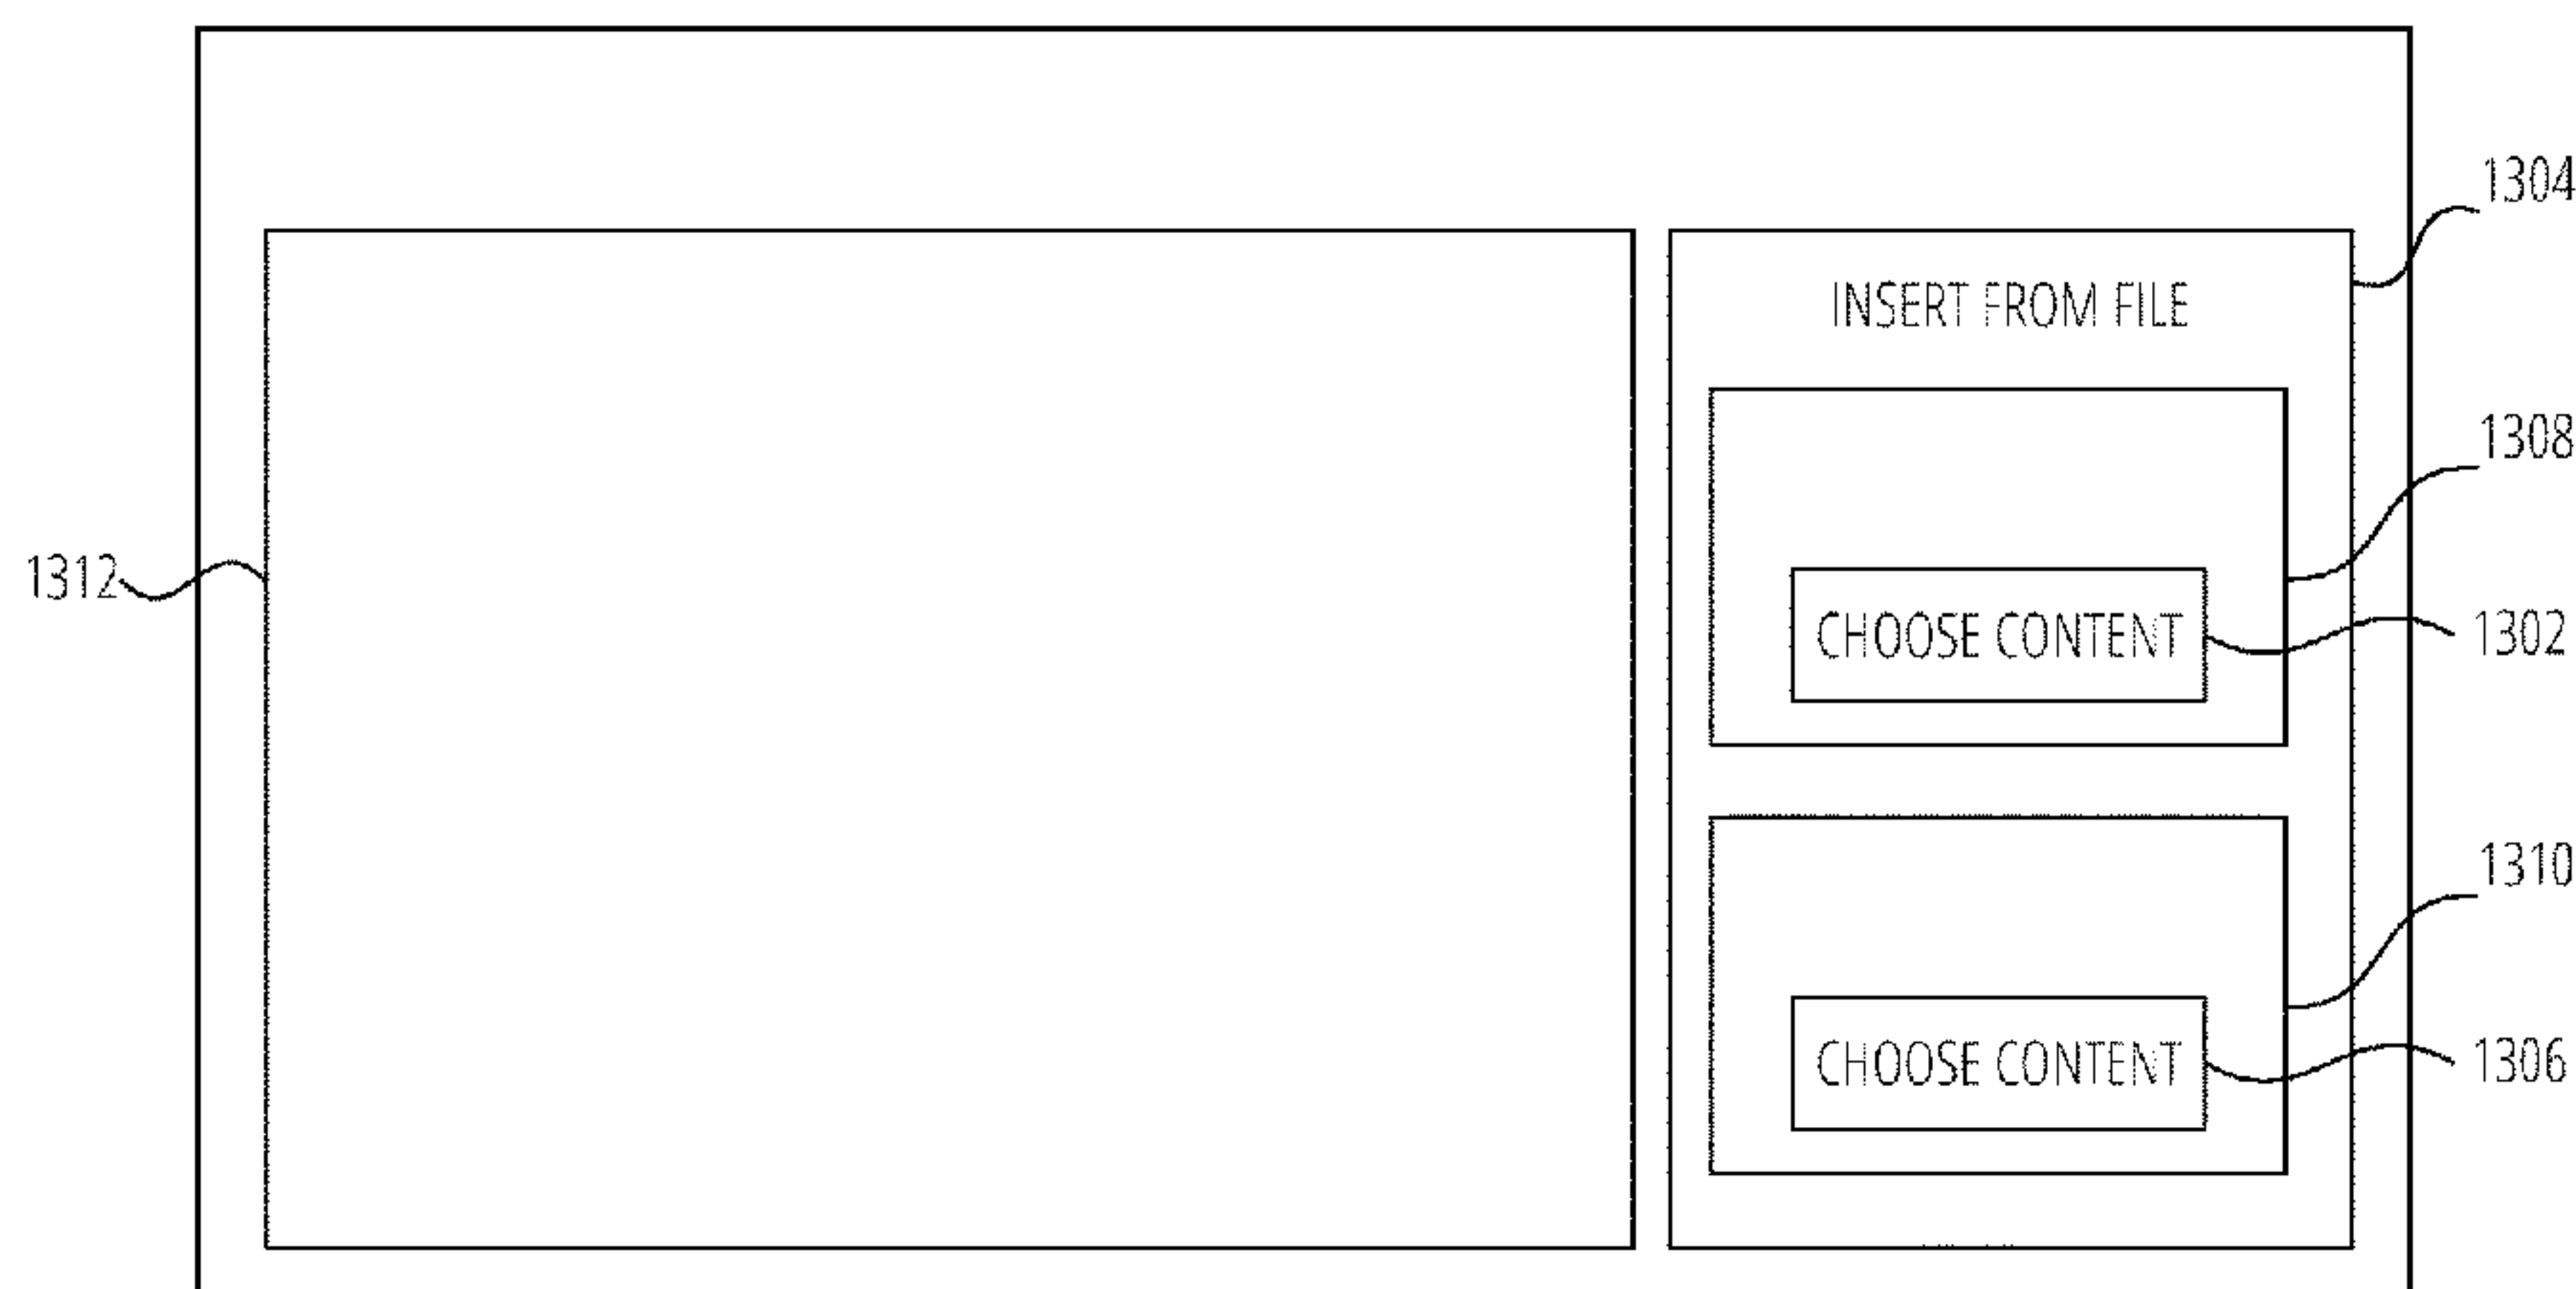 1304
INSERT FROM FILE
1308
1312
CHOOSE CONTENT
1302
1310
CHOOSE CONTENT
1306